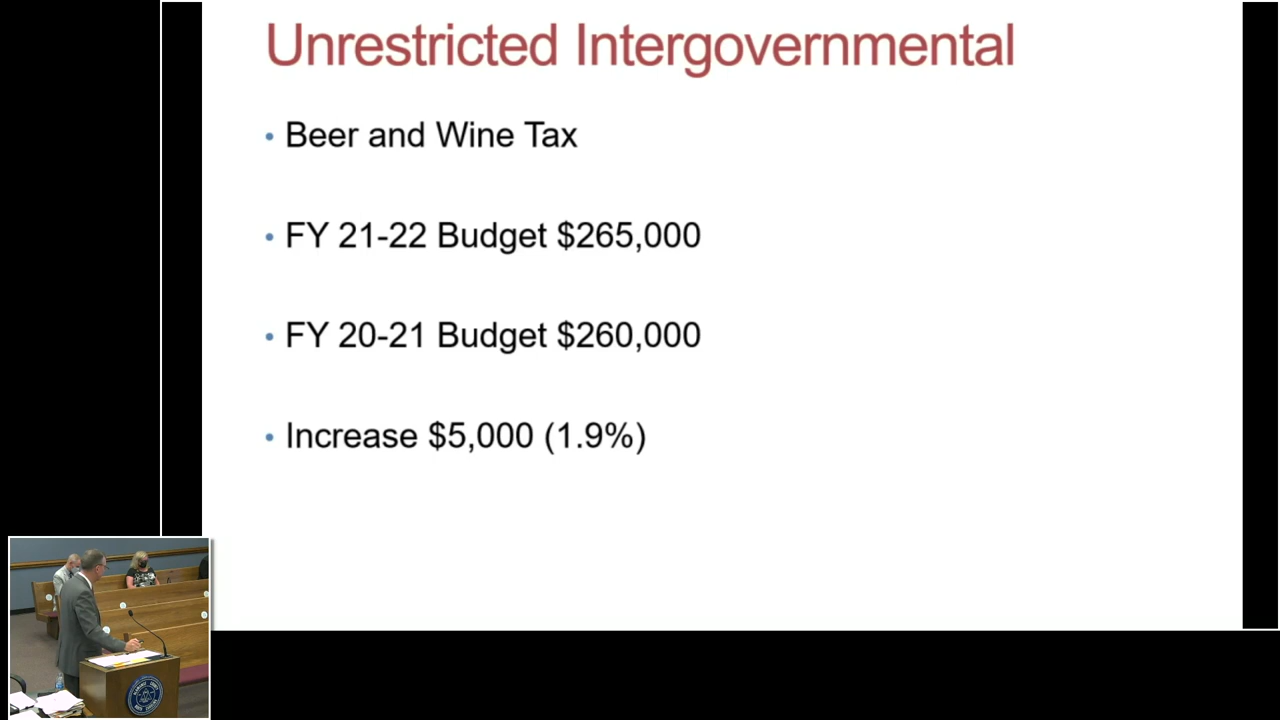 Unrestricted Intergovernmental
• Beer and Wine Tax
• FY 21-22 Budget $265,000
• FY 20-21 Budget $260,000
• Increase $5,000 (1.9%)